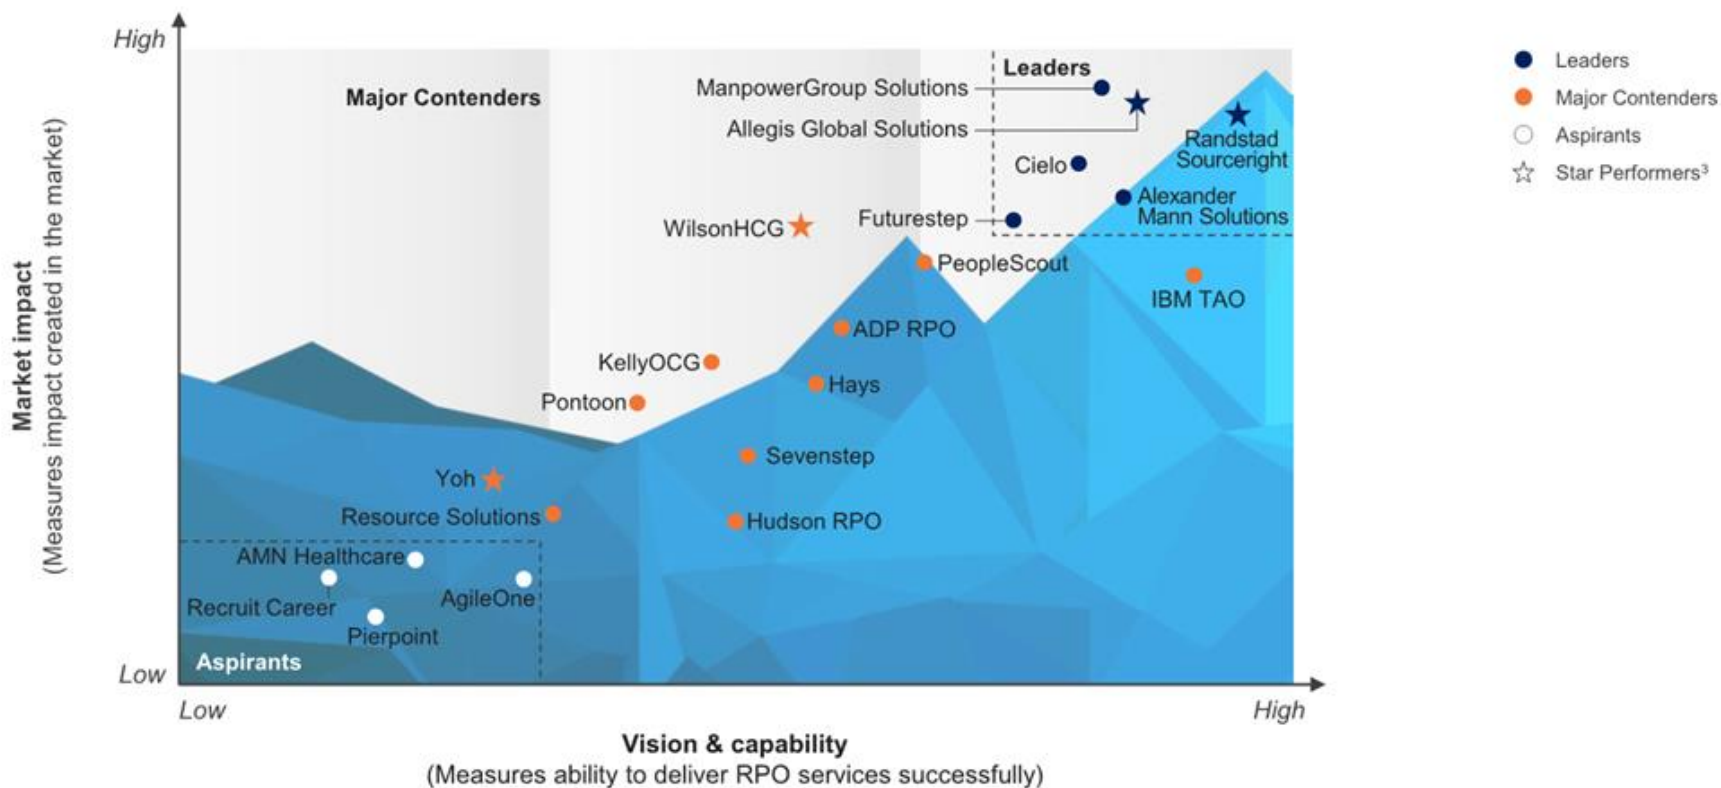 High
Major Contenders
Leaders
ManpowerGroup Solutions
Allegis Global Solutions
Randstad
Sourceright
Cielo
Alexander
Mann Solutions
Futurestep
WilsonHCG
PeopleScout
IBM TAO
ADP RPO
KellyOCG
Hays
Pontoon
Sevenstep
Yoh
Resource Solutions
Hudson RPO
AMN Healthcare
Recruit Career
AgileOne
Pierpoint
Aspirants
Low
Low
High
Market impact
(Measures impact created in the market)
Vision & capability
(Measures ability to deliver RPO services successfully)
Leaders
Major Contenders
Aspirants
Star Performers³